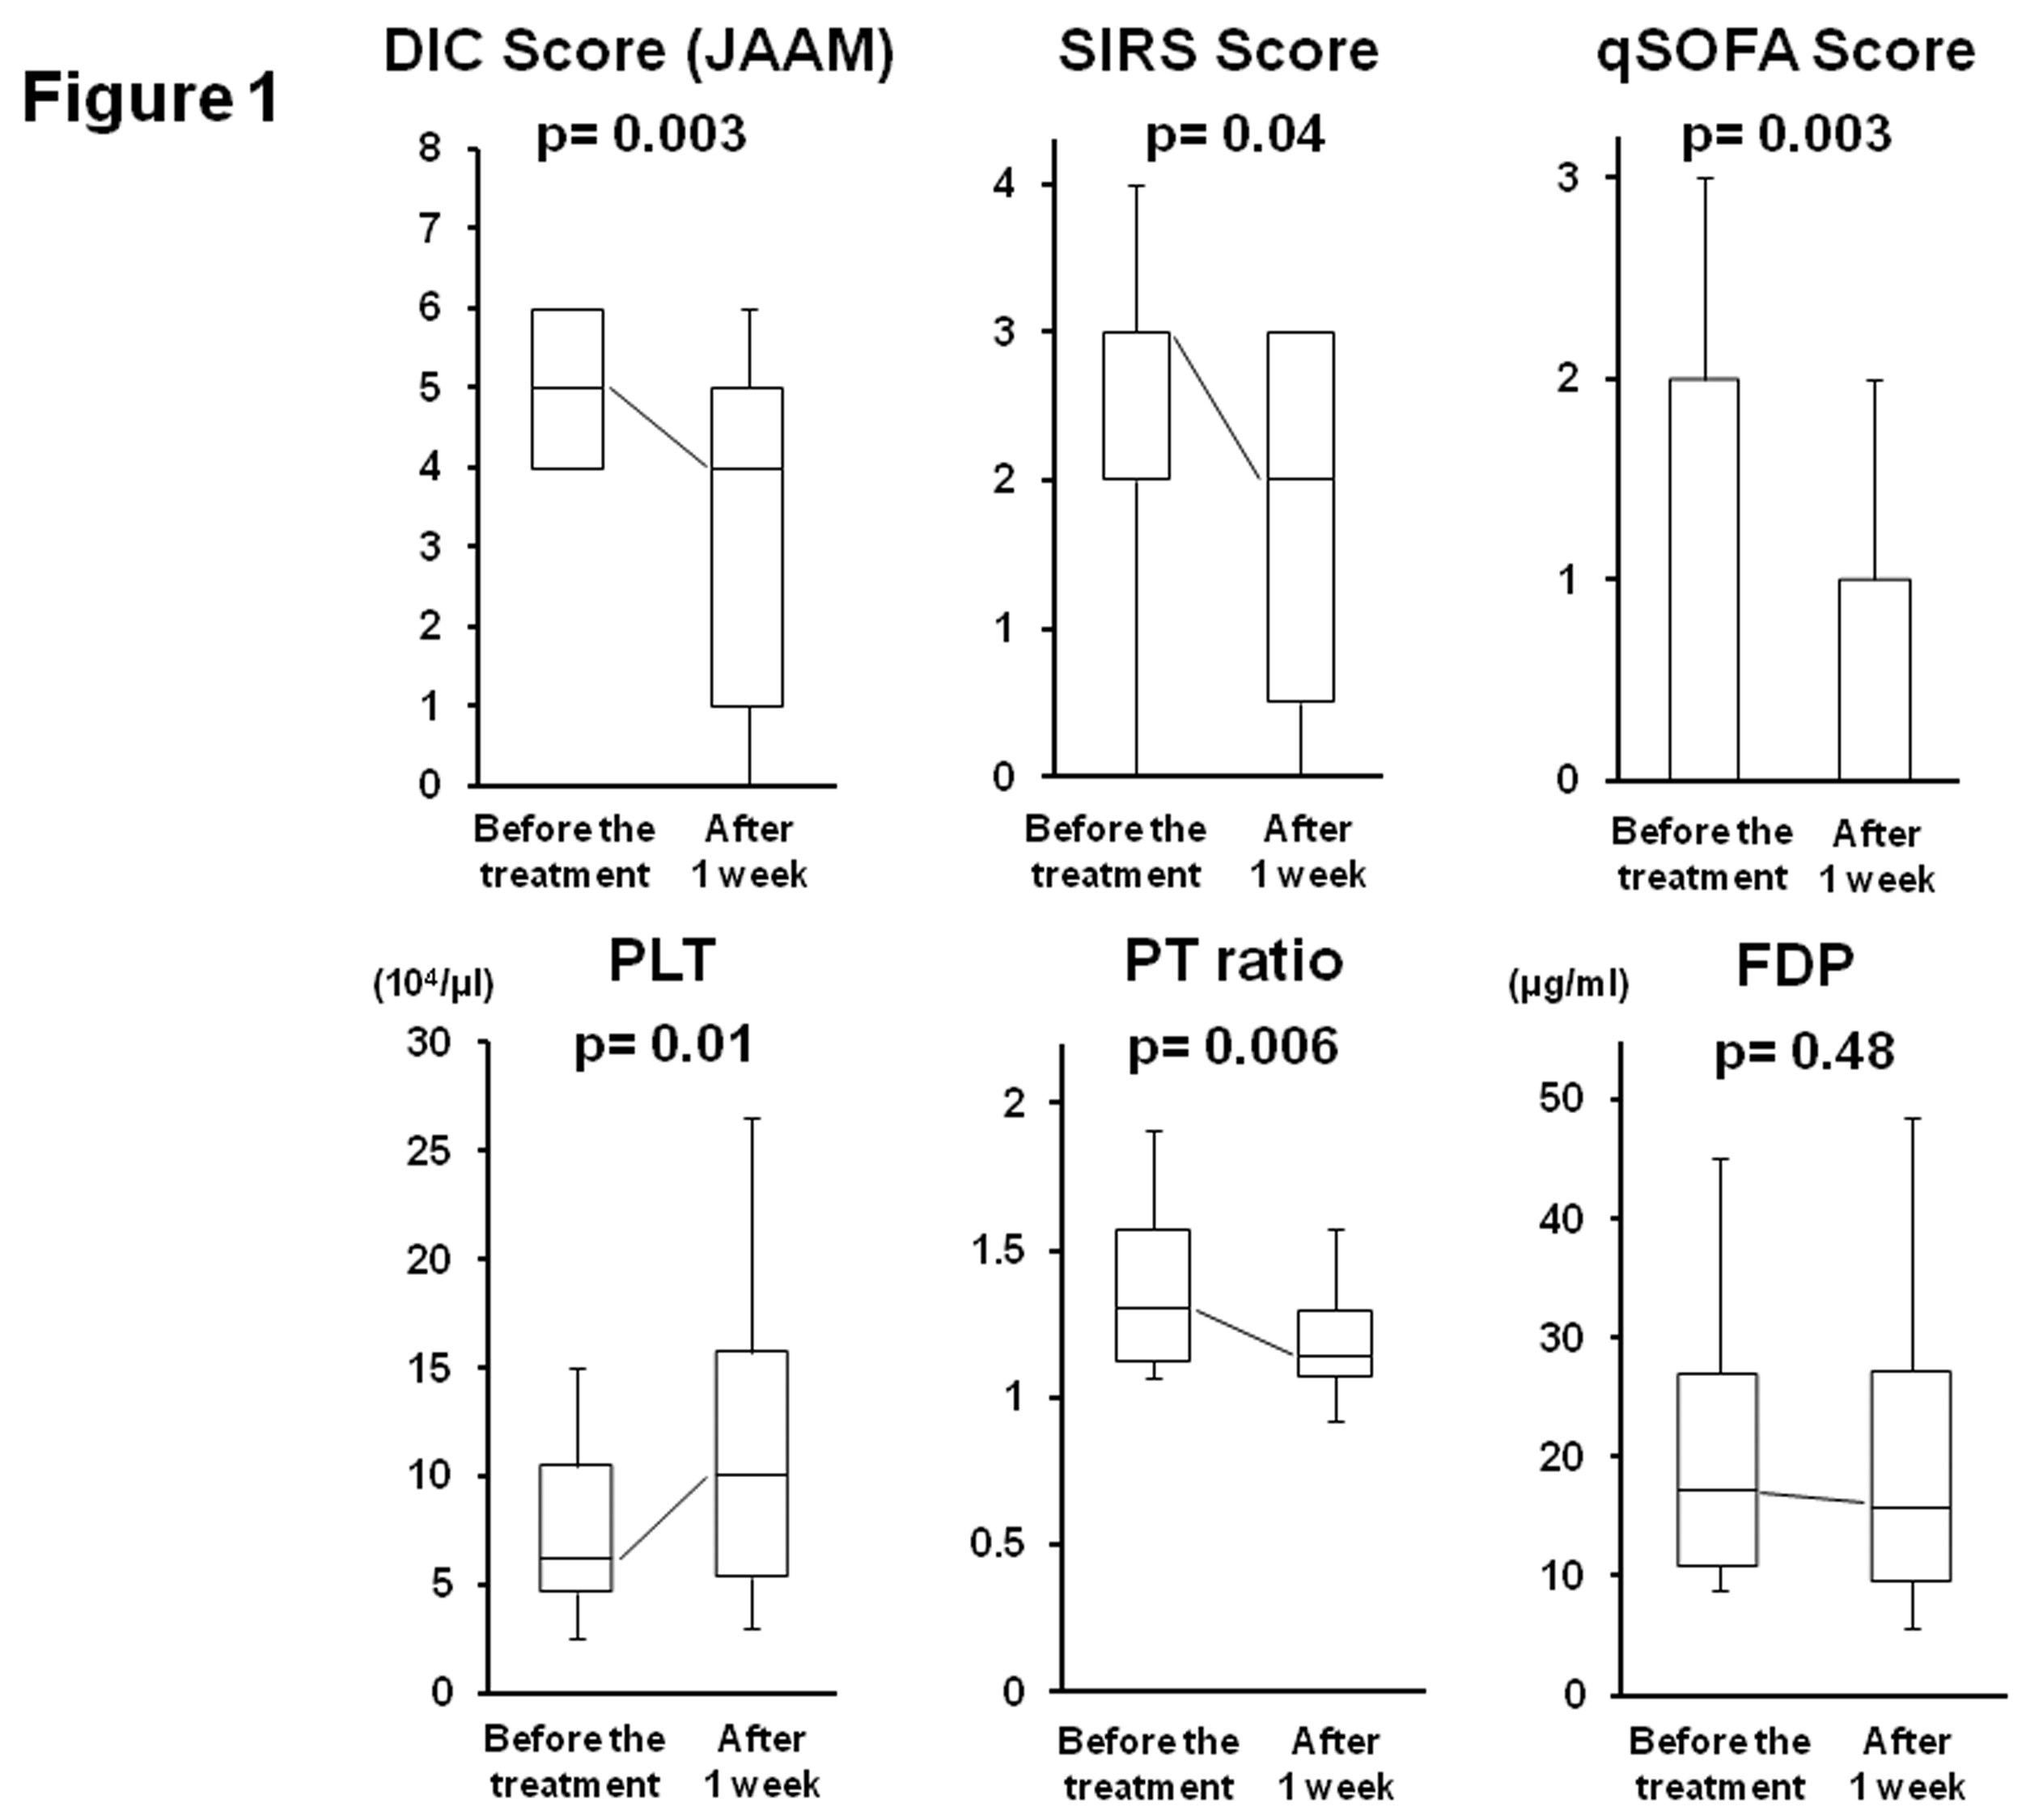 Figure 1
DIC Score (JAAM)
p= 0.003
8
7
6
5
4
3
2
1
0
Before the
treatment
After
1 week
SIRS Score
p= 0.04
4
3
2
1
0
Before the
treatment
After
1 week
qSOFA Score
p= 0.003
3
2
1
0
Before the
treatment
After
1 week
PLT
(10⁴/μl)
p= 0.01
30
25
20
15
10
5
0
Before the
treatment
After
1 week
PT ratio
p= 0.006
2
1.5
1
0.5
0
Before the
treatment
After
1 week
FDP
(μg/ml)
p= 0.48
50
40
30
20
10
0
Before the
treatment
After
1 week